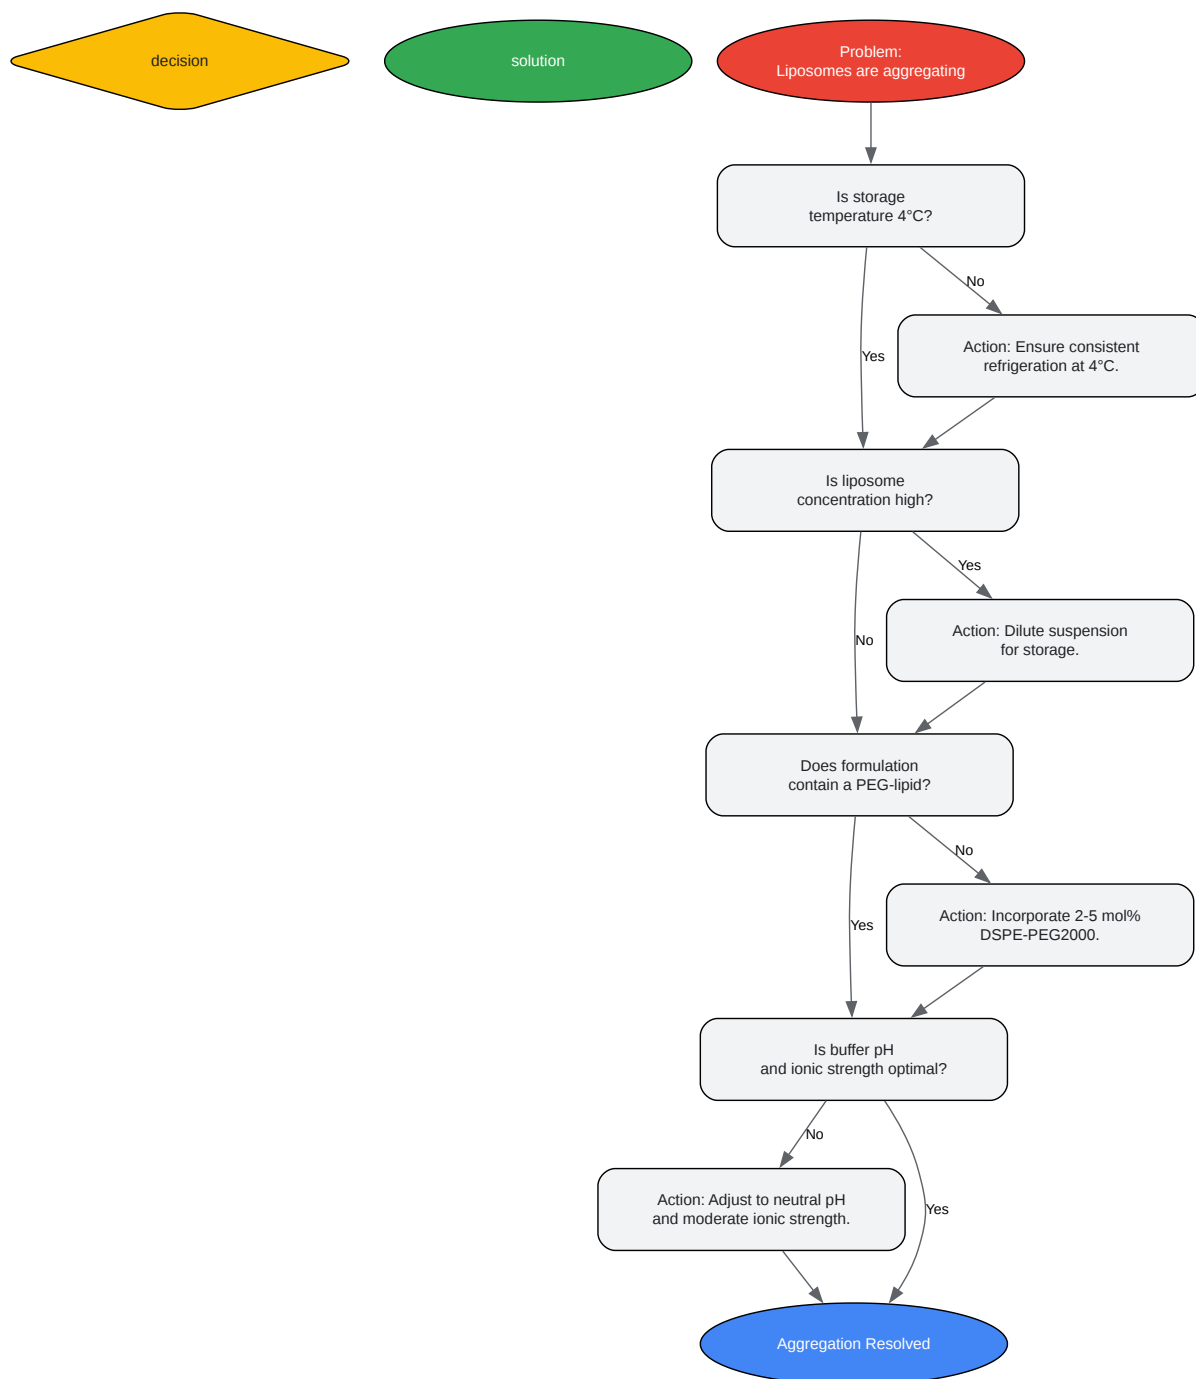 decision
solution
Problem:
Liposomes are aggregating
Is storage
temperature 4°C?
No
Action: Ensure consistent
refrigeration at 4°C.
Yes
Is liposome
concentration high?
Yes
Action: Dilute suspension
for storage.
No
Does formulation
contain a PEG-lipid?
No
Action: Incorporate 2-5 mol%
DSPE-PEG2000.
Yes
Is buffer pH
and ionic strength optimal?
No
Action: Adjust to neutral pH
and moderate ionic strength.
Yes
Aggregation Resolved